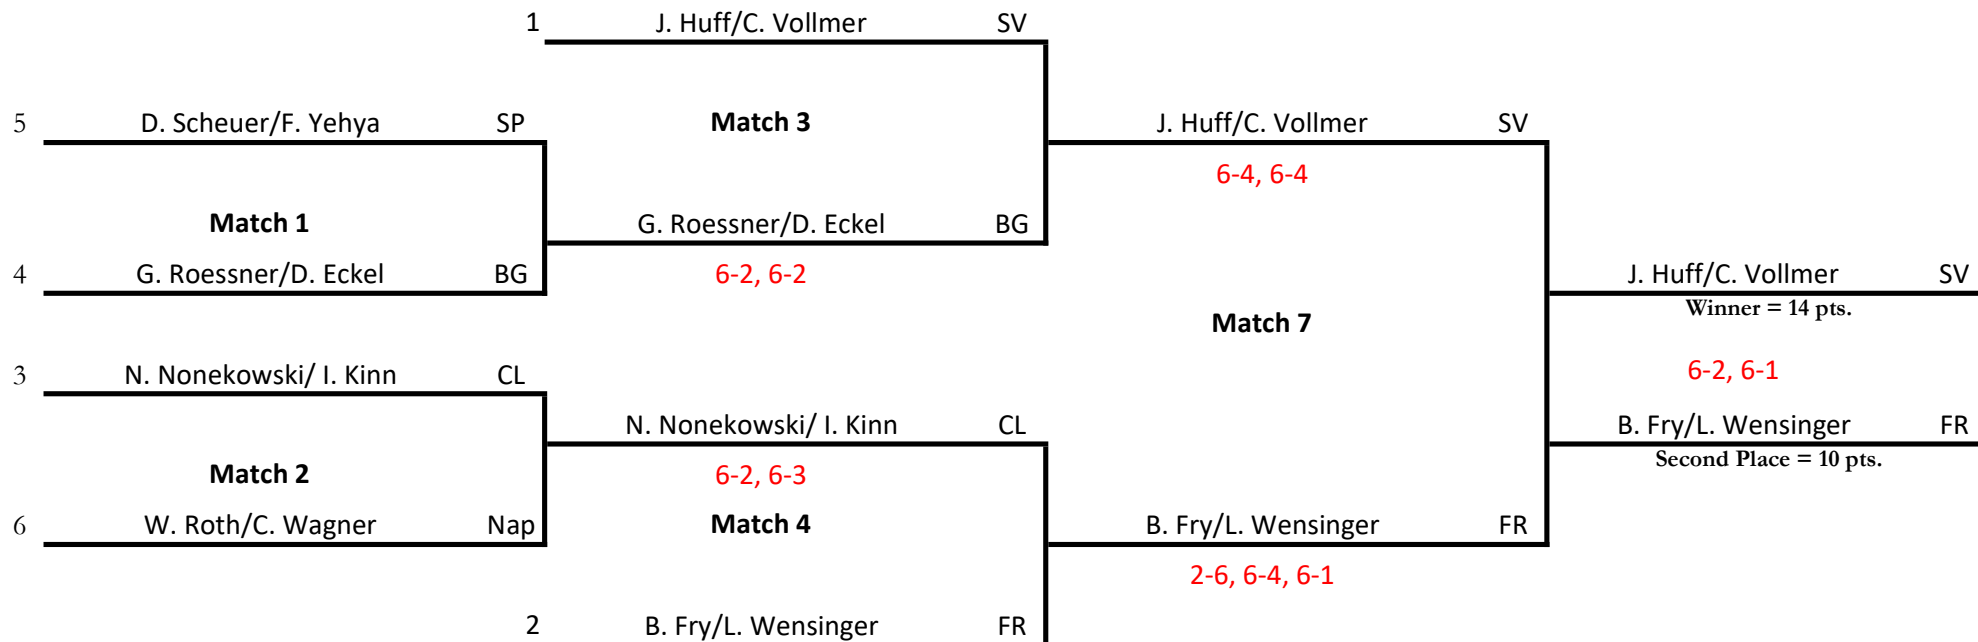 1 J. Huff/C. Vollmer SV
5 D. Scheuer/F. Yehya SP Match 3 J. Huff/C. Vollmer SV
6-4, 6-4
Match 1 G. Roessner/D. Eckel BG
4 G. Roessner/D. Eckel BG 6-2, 6-2 J. Huff/C. Vollmer SV
Winner = 14 pts.
Match 7
3 N. Nonekowski/ I. Kinn CL 6-2, 6-1
N. Nonekowski/ I. Kinn CL B. Fry/L. Wensinger FR
Second Place = 10 pts.
Match 2 6-2, 6-3
6 W. Roth/C. Wagner Nap Match 4 B. Fry/L. Wensinger FR
2-6, 6-4, 6-1
2 B. Fry/L. Wensinger FR